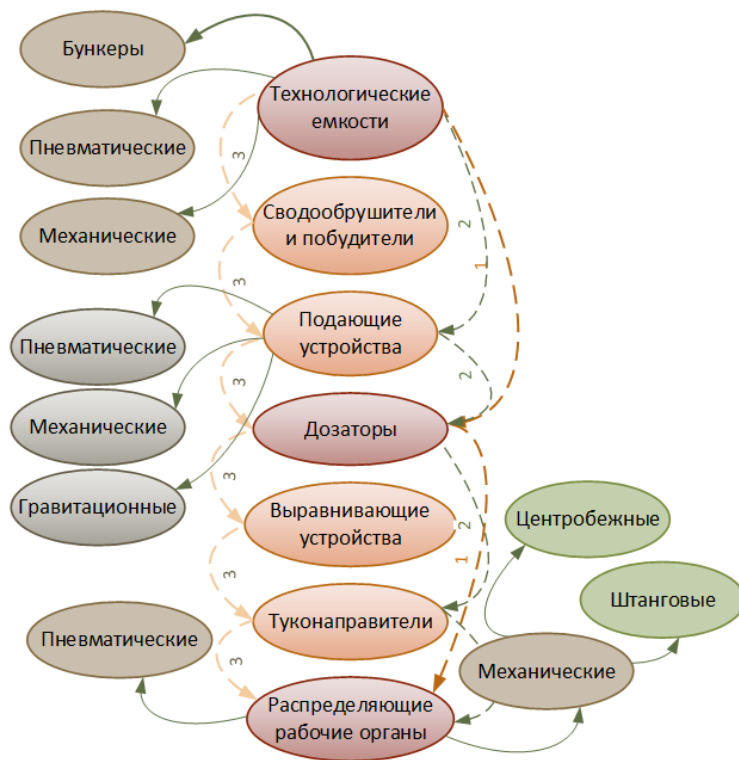 Бункеры
Технологические
емкости
Пневматические
3
Механические
Сводообрушители
и побудители
2
1
3
Подающие
устройства
Пневматические
2
3
Механические
Дозаторы
3
Гравитационные
Выравнивающие
устройства
2
1
Центробежные
3
Штанговые
Туконаправители
Пневматические
3
Механические
Распределяющие
рабочие органы